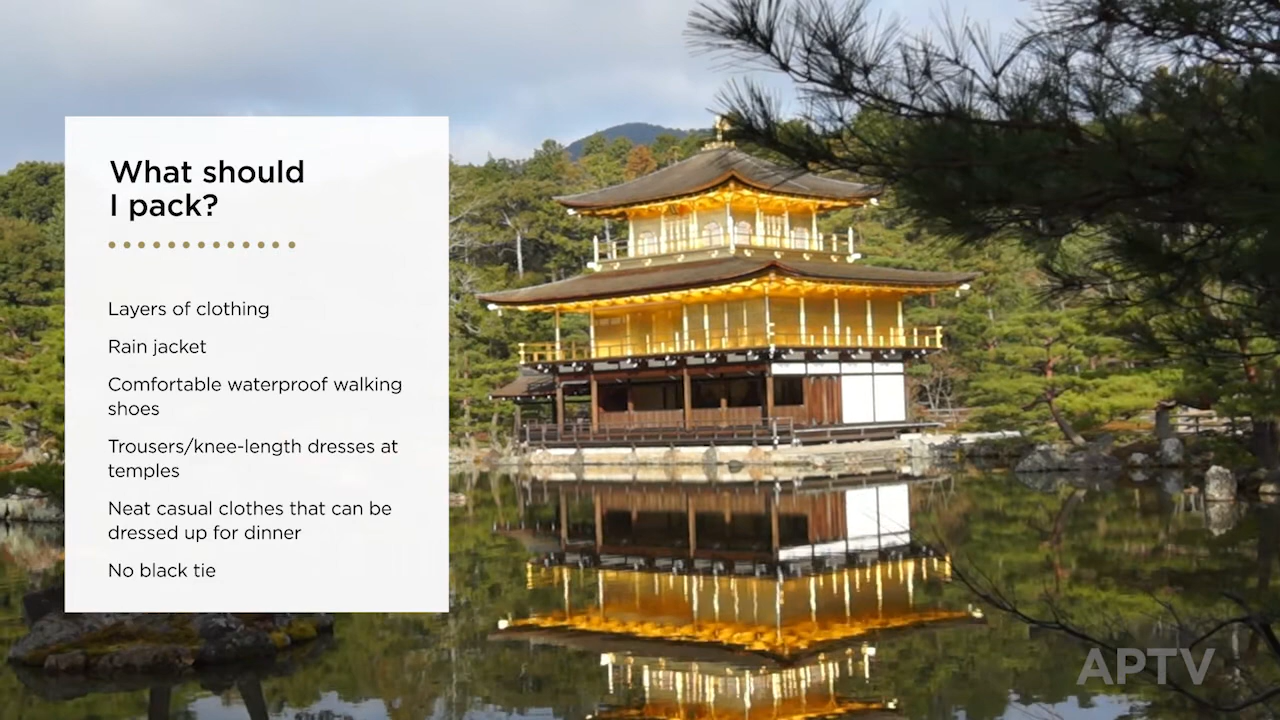 What should
I pack?
Layers of clothing
Rain jacket
Comfortable waterproof walking
shoes
Trousers/knee-length dresses at
temples
Neat casual clothes that can be
dressed up for dinner
No black tie
APTV